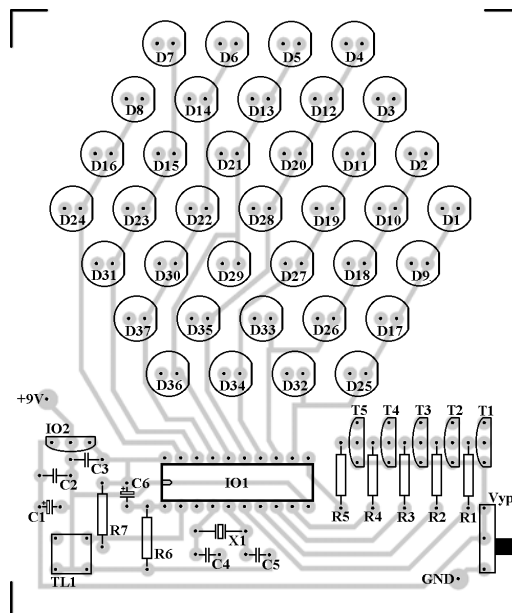 D7 D6 D5 D4
D8 D14 D13 D12 D3
D16 D15 D21 D20 D11 D2
D24 D23 D22 D28 D19 D10 D1
D31 D30 D29 D27 D18 D9
D37 D35 D33 D26 D17
D36 D34 D32 D25
+9V
T5 T4 T3 T2 T1
IO2
C3
C2
C6
IO1
C1
R5 R4 R3 R2 R1
Vyp
R7
R6
X1
C4
C5
TL1
GND